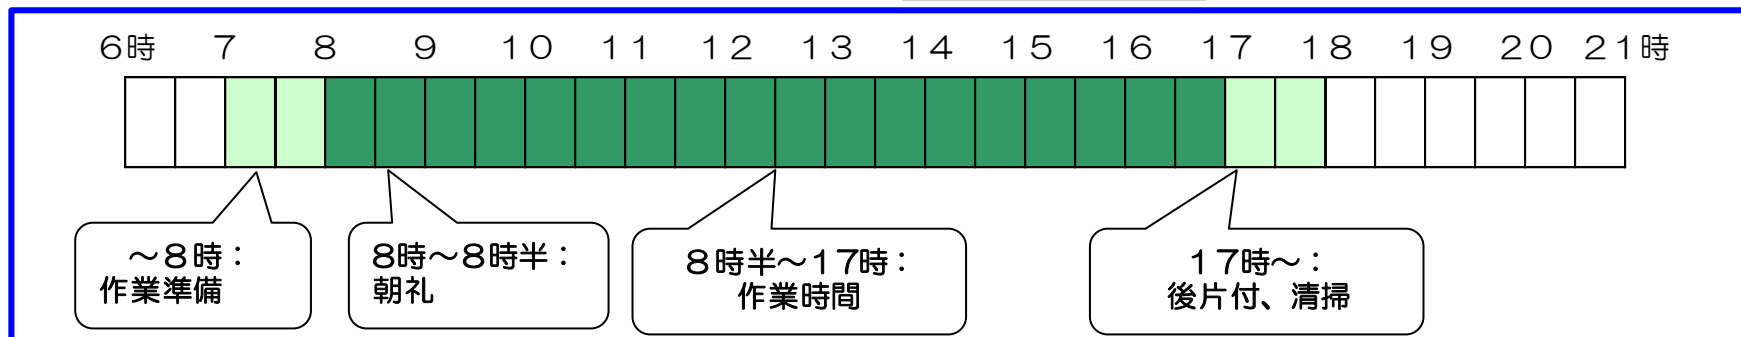 ６時 ７ ８ ９ １０ １１ １２ １３ １４ １５ １６ １７ １８ １９ ２０ ２１時
～８時：
作業準備
８時～８時半：
朝礼
８時半～１７時：
作業時間
１７時～：
後片付、清掃